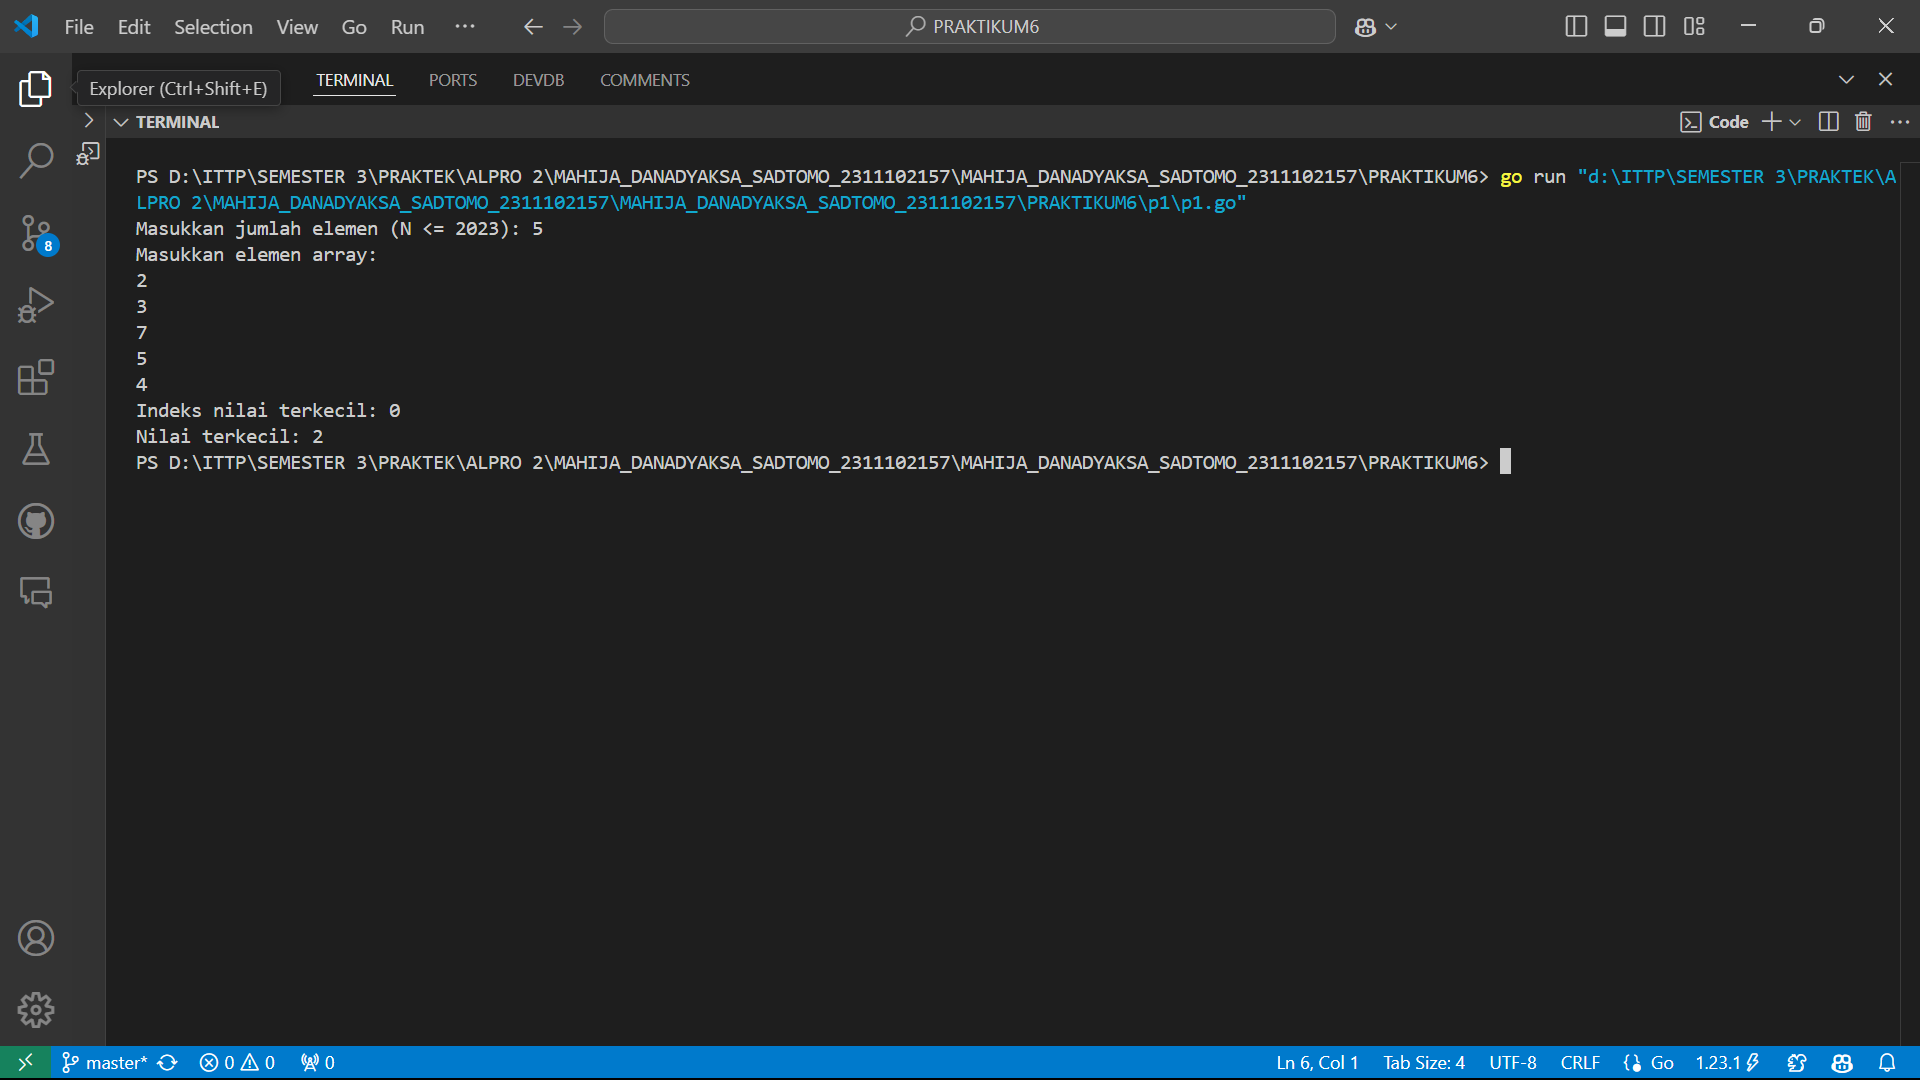 File Edit Selection View Go Run ··· PRAKTIKUM6
Explorer (Ctrl+Shift+E) TERMINAL PORTS DEVDB COMMENTS
TERMINAL Code
PS D:\ITTP\SEMESTER 3\PRAKTEK\ALPRO 2\MAHIJA_DANADYAKSA_SADTOMO_2311102157\MAHIJA_DANADYAKSA_SADTOMO_2311102157\PRAKTIKUM6> go run "d:\ITTP\SEMESTER 3\PRAKTEK\A
LPRO 2\MAHIJA_DANADYAKSA_SADTOMO_2311102157\MAHIJA_DANADYAKSA_SADTOMO_2311102157\PRAKTIKUM6\p1\p1.go"
Masukkan jumlah elemen (N <= 2023): 5
Masukkan elemen array:
2
3
7
5
4
Indeks nilai terkecil: 0
Nilai terkecil: 2
PS D:\ITTP\SEMESTER 3\PRAKTEK\ALPRO 2\MAHIJA_DANADYAKSA_SADTOMO_2311102157\MAHIJA_DANADYAKSA_SADTOMO_2311102157\PRAKTIKUM6>
8
master* 0 0 0 Ln 6, Col 1 Tab Size: 4 UTF-8 CRLF {} Go 1.23.1